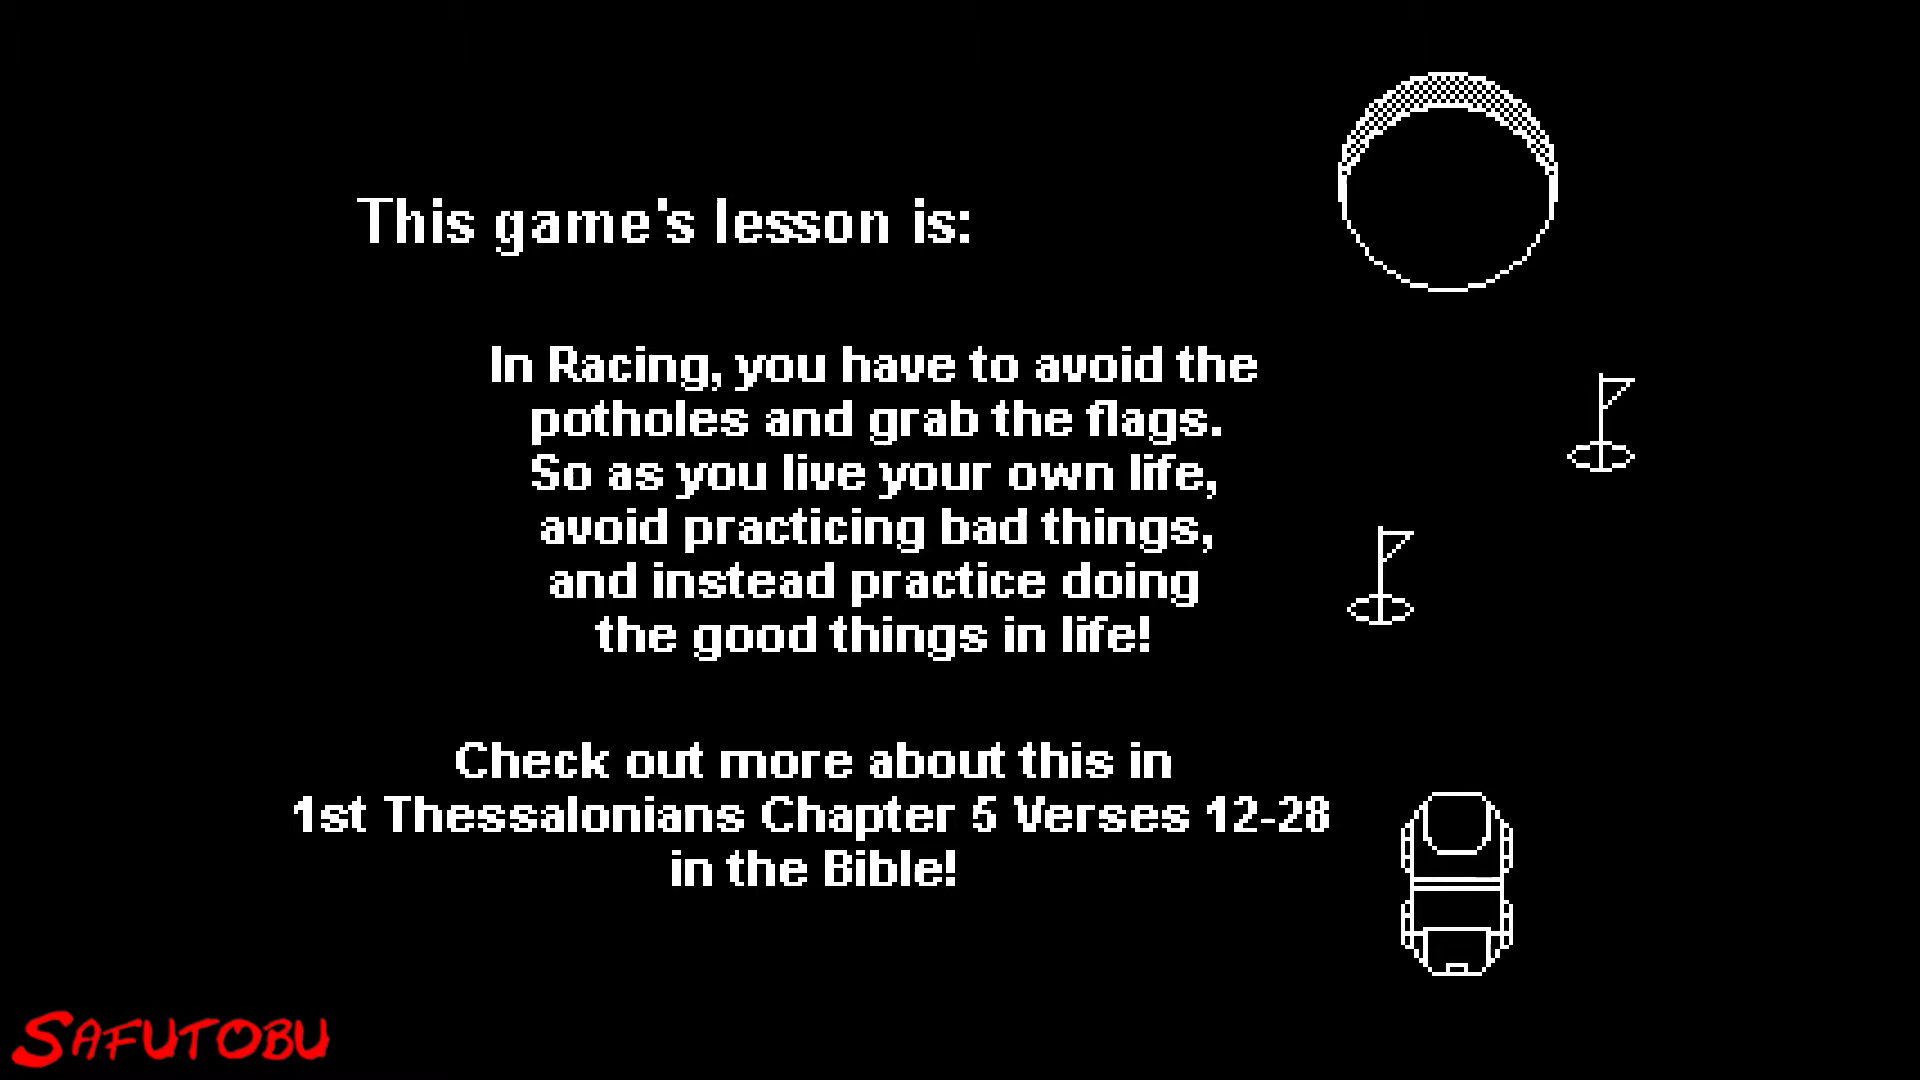 This game's lesson is:
In Racing, you have to avoid the
potholes and grab the flags.
So as you live your own life,
avoid practicing bad things,
and instead practice doing
the good things in life!
Check out more about this in
1st Thessalonians Chapter 5 Verses 12-28
in the Bible!
SAFUTOBU